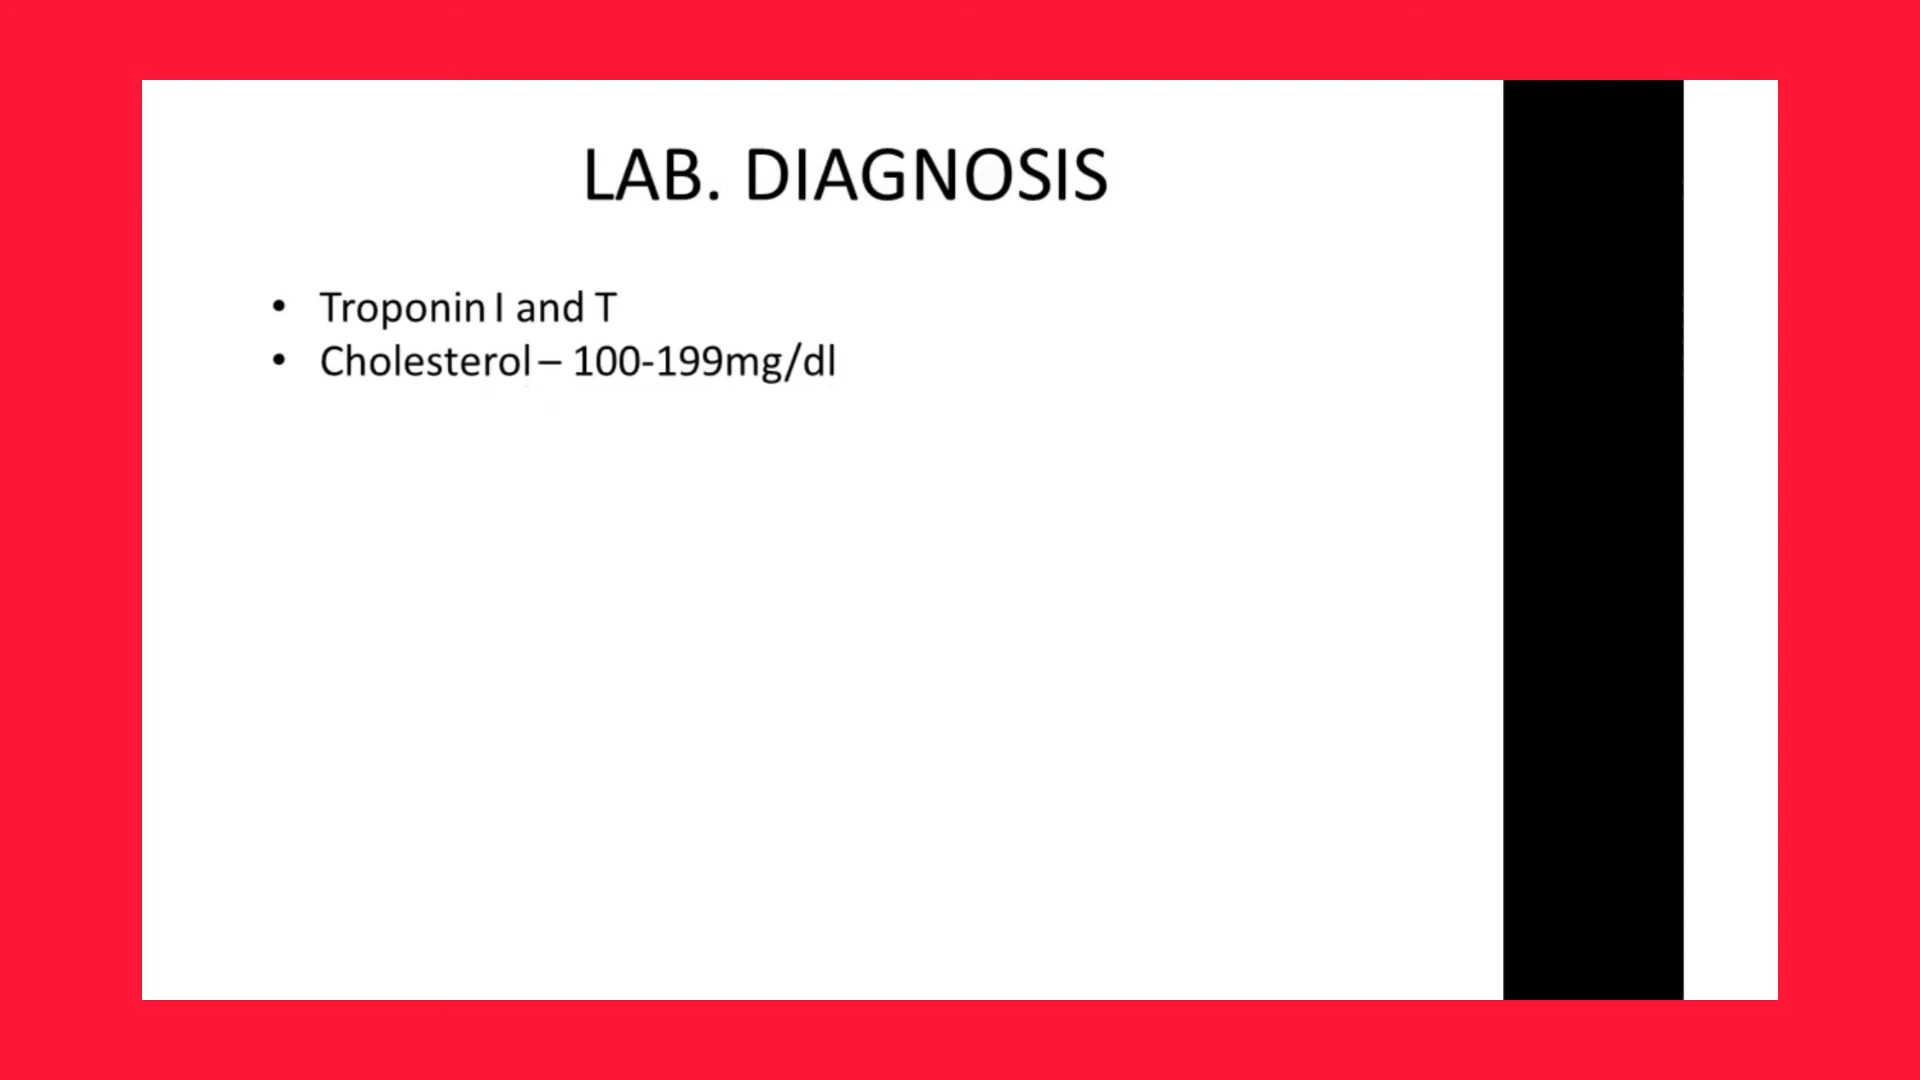 LAB. DIAGNOSIS
• Troponin I and T
• Cholesterol – 100-199mg/dl